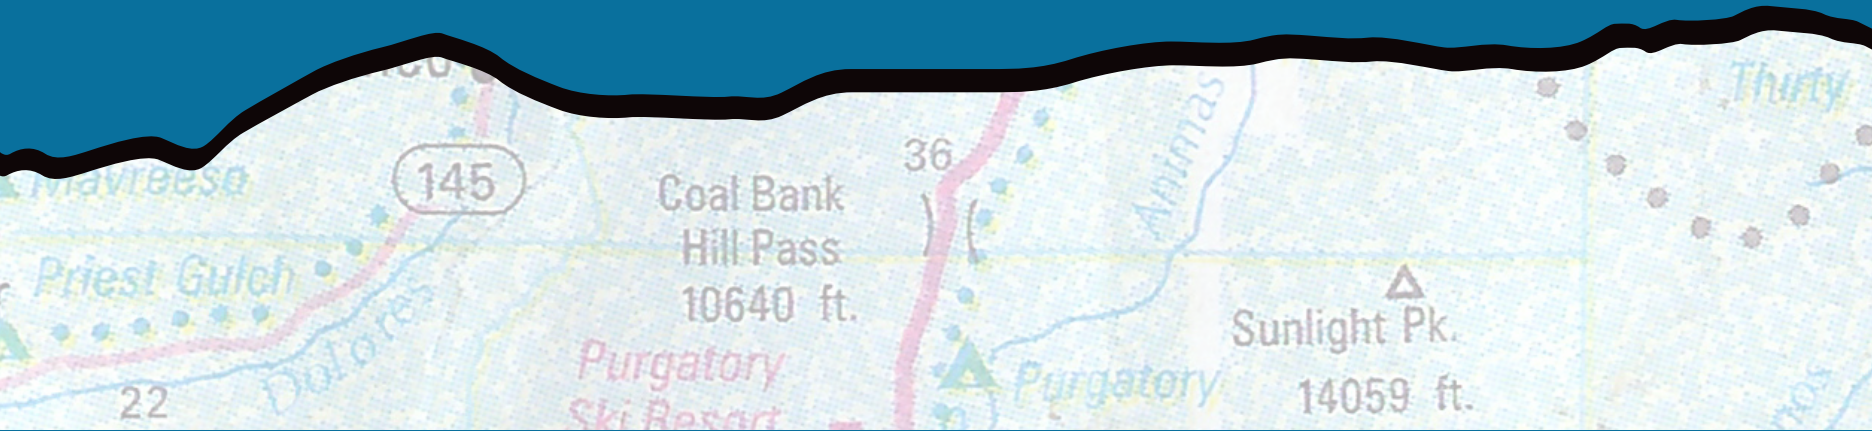 145
Mavreeso
Priest Gulch
22
Dolores
36
Coal Bank
Hill Pass
10640 ft.
Purgatory
Ski Resort
Purgatory
Animas
Sunlight Pk.
14059 ft.
Thirty